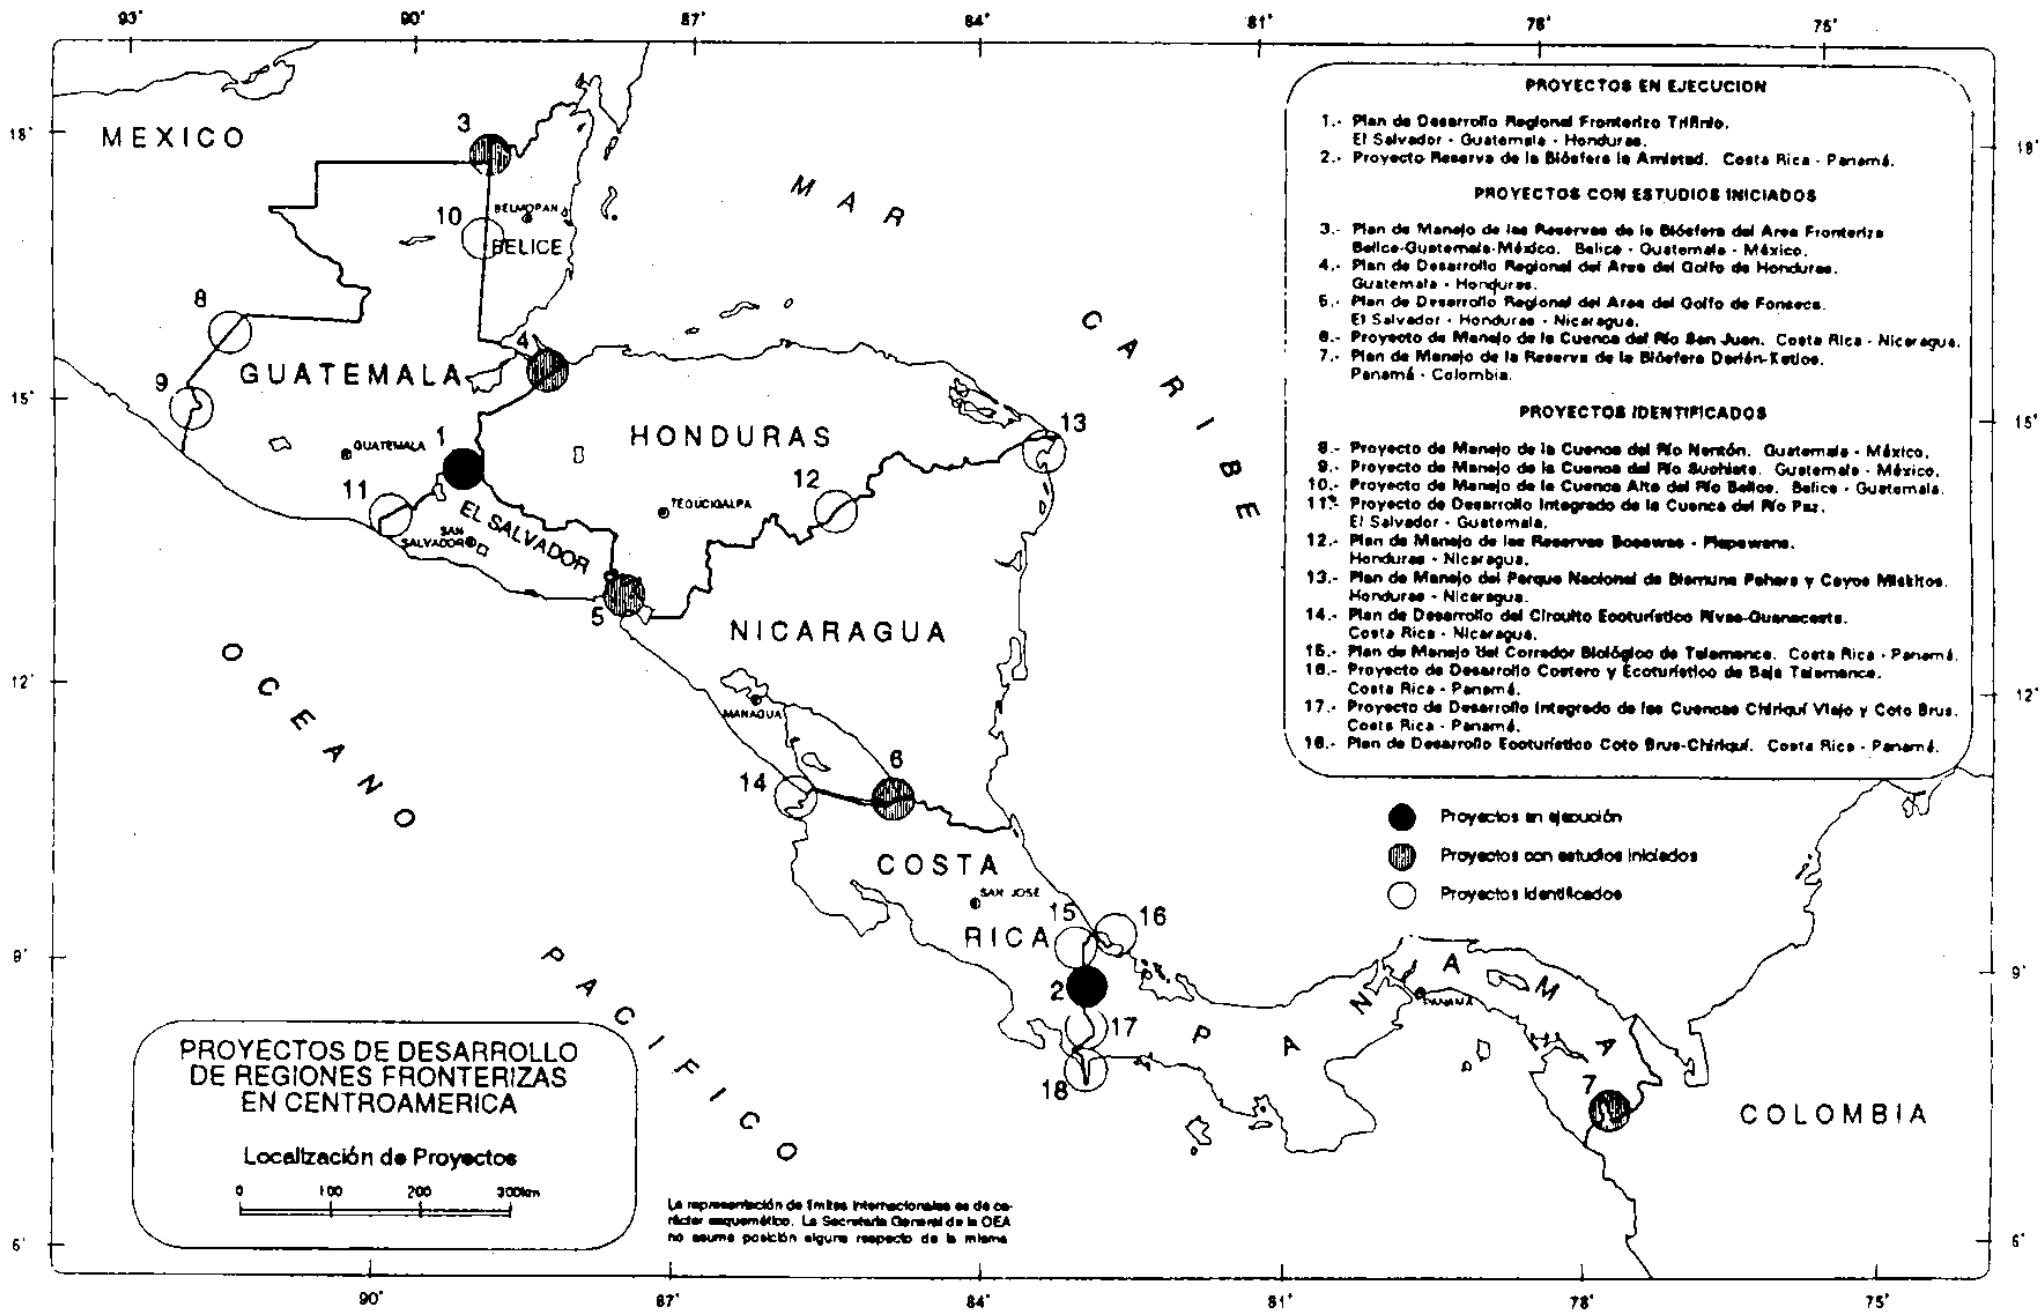 93° 90° 87° 84° 81° 78° 75°
18°
15°
12°
9°
6°
18°
15°
12°
9°
6°
90° 87° 84° 81° 78° 75°
MEXICO
3
10
BELMOPAN
BELICE
8
9
GUATEMALA
4
GUATEMALA
1
11
HONDURAS
13
12
TEGUCIGALPA
EL SALVADOR
SAN
SALVADOR
5
NICARAGUA
MANAGUA
14
6
COSTA
RICA
SAN JOSE
15
16
2
17
18
PANAMA
PANAMA
7
COLOMBIA
MAR
CARIBE
OCEANO
PACIFICO
PROYECTOS EN EJECUCION
1.- Plan de Desarrollo Regional Fronterizo Trifinio.
El Salvador - Guatemala - Honduras.
2.- Proyecto Reserva de la Biósfera la Amistad. Costa Rica - Panamá.
PROYECTOS CON ESTUDIOS INICIADOS
3.- Plan de Manejo de las Reservas de la Biósfera del Area Fronteriza
Belice-Guatemala-México. Belice - Guatemala - México.
4.- Plan de Desarrollo Regional del Area del Golfo de Honduras.
Guatemala - Honduras.
5.- Plan de Desarrollo Regional del Area del Golfo de Fonseca.
El Salvador - Honduras - Nicaragua.
6.- Proyecto de Manejo de la Cuenca del Río San Juan. Costa Rica - Nicaragua.
7.- Plan de Manejo de la Reserva de la Biósfera Darién-Katíos.
Panamá - Colombia.
PROYECTOS IDENTIFICADOS
8.- Proyecto de Manejo de la Cuenca del Río Nentón. Guatemala - México.
9.- Proyecto de Manejo de la Cuenca del Río Suchiate. Guatemala - México.
10.- Proyecto de Manejo de la Cuenca Alta del Río Belice. Belice - Guatemala.
11.- Proyecto de Desarrollo Integrado de la Cuenca del Río Paz.
El Salvador - Guatemala.
12.- Plan de Manejo de las Reservas Bosawas - Plapawans.
Honduras - Nicaragua.
13.- Plan de Manejo del Parque Nacional de Bismuna Pahara y Cayos Miskitos.
Honduras - Nicaragua.
14.- Plan de Desarrollo del Circuito Ecoturístico Rivas-Guanacaste.
Costa Rica - Nicaragua.
15.- Plan de Manejo del Corredor Biológico de Talamanca. Costa Rica - Panamá.
16.- Proyecto de Desarrollo Costero y Ecoturístico de Baja Talamanca.
Costa Rica - Panamá.
17.- Proyecto de Desarrollo Integrado de las Cuencas Chiriquí Viejo y Coto Brus.
Costa Rica - Panamá.
18.- Plan de Desarrollo Ecoturístico Coto Brus-Chiriquí. Costa Rica - Panamá.
Proyectos en ejecución
Proyectos con estudios iniciados
Proyectos identificados
PROYECTOS DE DESARROLLO
DE REGIONES FRONTERIZAS
EN CENTROAMERICA
Localización de Proyectos
0 100 200 300km
La representación de límites internacionales es de ca-
rácter esquemático. La Secretaría General de la OEA
no asume posición alguna respecto de la misma